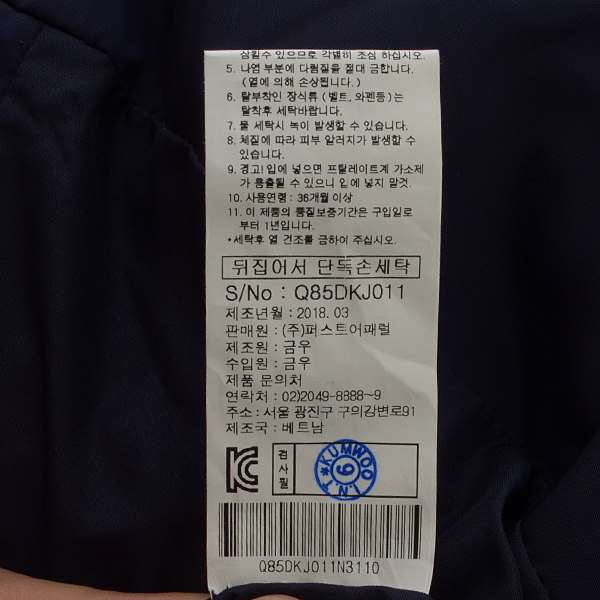 삼킬수 있으므로 각별히 조심 하십시오.
5. 나염 부분에 다림질을 절대 금합니다.
(열에 의해 손상됩니다.)
6. 탈부착인 장식류 (벨트, 와펜등)는
탈착후 세탁바랍니다.
7. 물 세탁시 녹이 발생할 수 있습니다.
8. 체질에 따라 피부 알러지가 발생할 수
있습니다.
9. 경고! 입에 넣으면 프탈레이트계 가소제
가 용출될 수 있으니 입에 넣지 말것.
10. 사용연령 : 36개월 이상
11. 이 제품의 품질보증기간은 구입일로
부터 1년입니다.
*세탁후 열 건조를 금하여 주십시오.
뒤집어서 단독손세탁
S/No : Q85DKJ011
제조년월 : 2018. 03
판매원 : (주)퍼스트어패럴
제조원 : 금우
수입원 : 금우
제품 문의처
연락처 : 02)2049-8888~9
주소 : 서울 광진구 구의강변로91
제조국 : 베트남
KC
검사필
KUMWOO
9
I.N.T
Q85DKJ011N3110